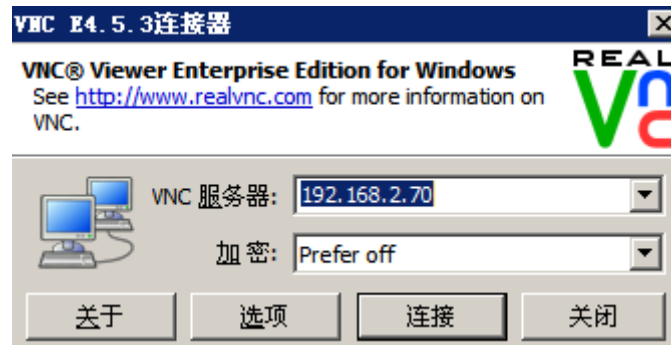 VNC E4.5.3连接器
VNC® Viewer Enterprise Edition for Windows
See http://www.realvnc.com for more information on
VNC.
REAL
VNC
VNC 服务器: 192.168.2.70
加密: Prefer off
关于 选项 连接 关闭